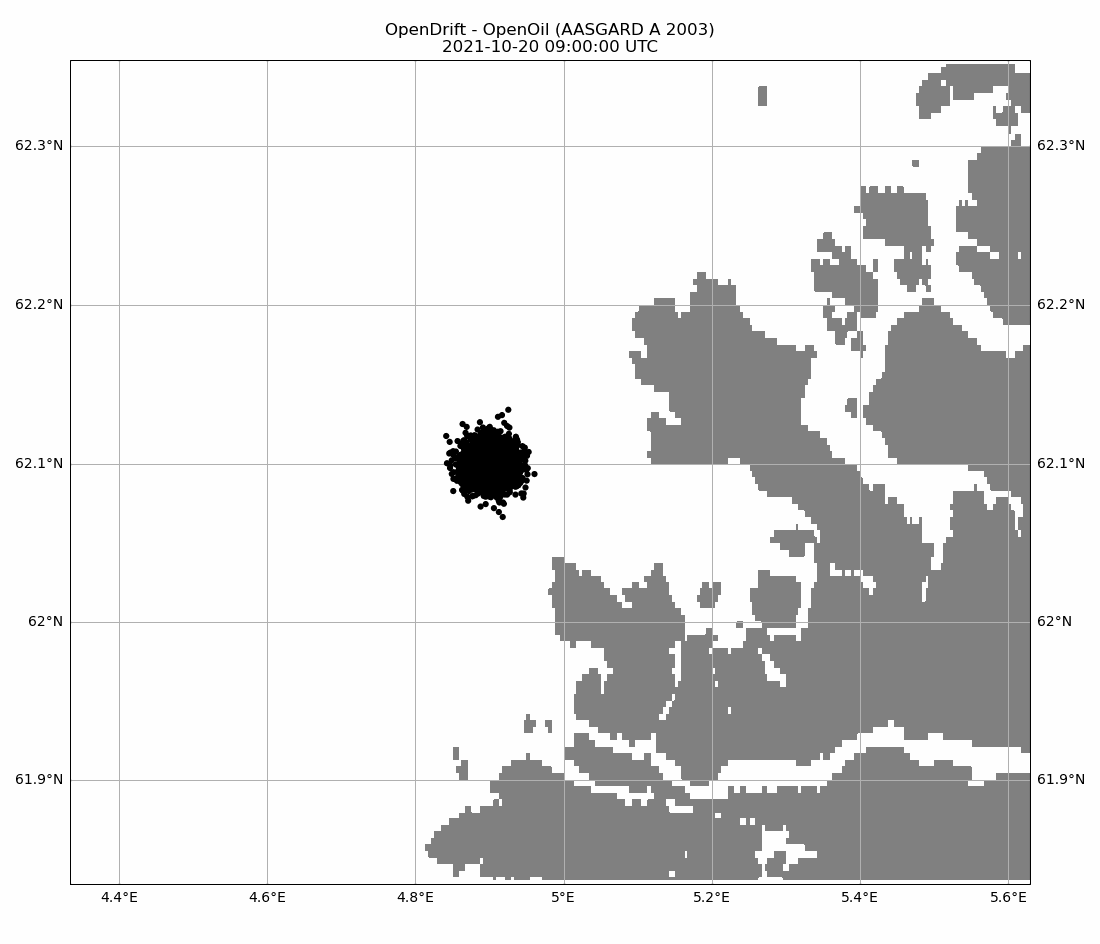 OpenDrift - OpenOil (AASGARD A 2003)
2021-10-20 09:00:00 UTC
62.3°N 62.3°N
62.2°N 62.2°N
62.1°N 62.1°N
62°N 62°N
61.9°N 61.9°N
4.4°E 4.6°E 4.8°E 5°E 5.2°E 5.4°E 5.6°E